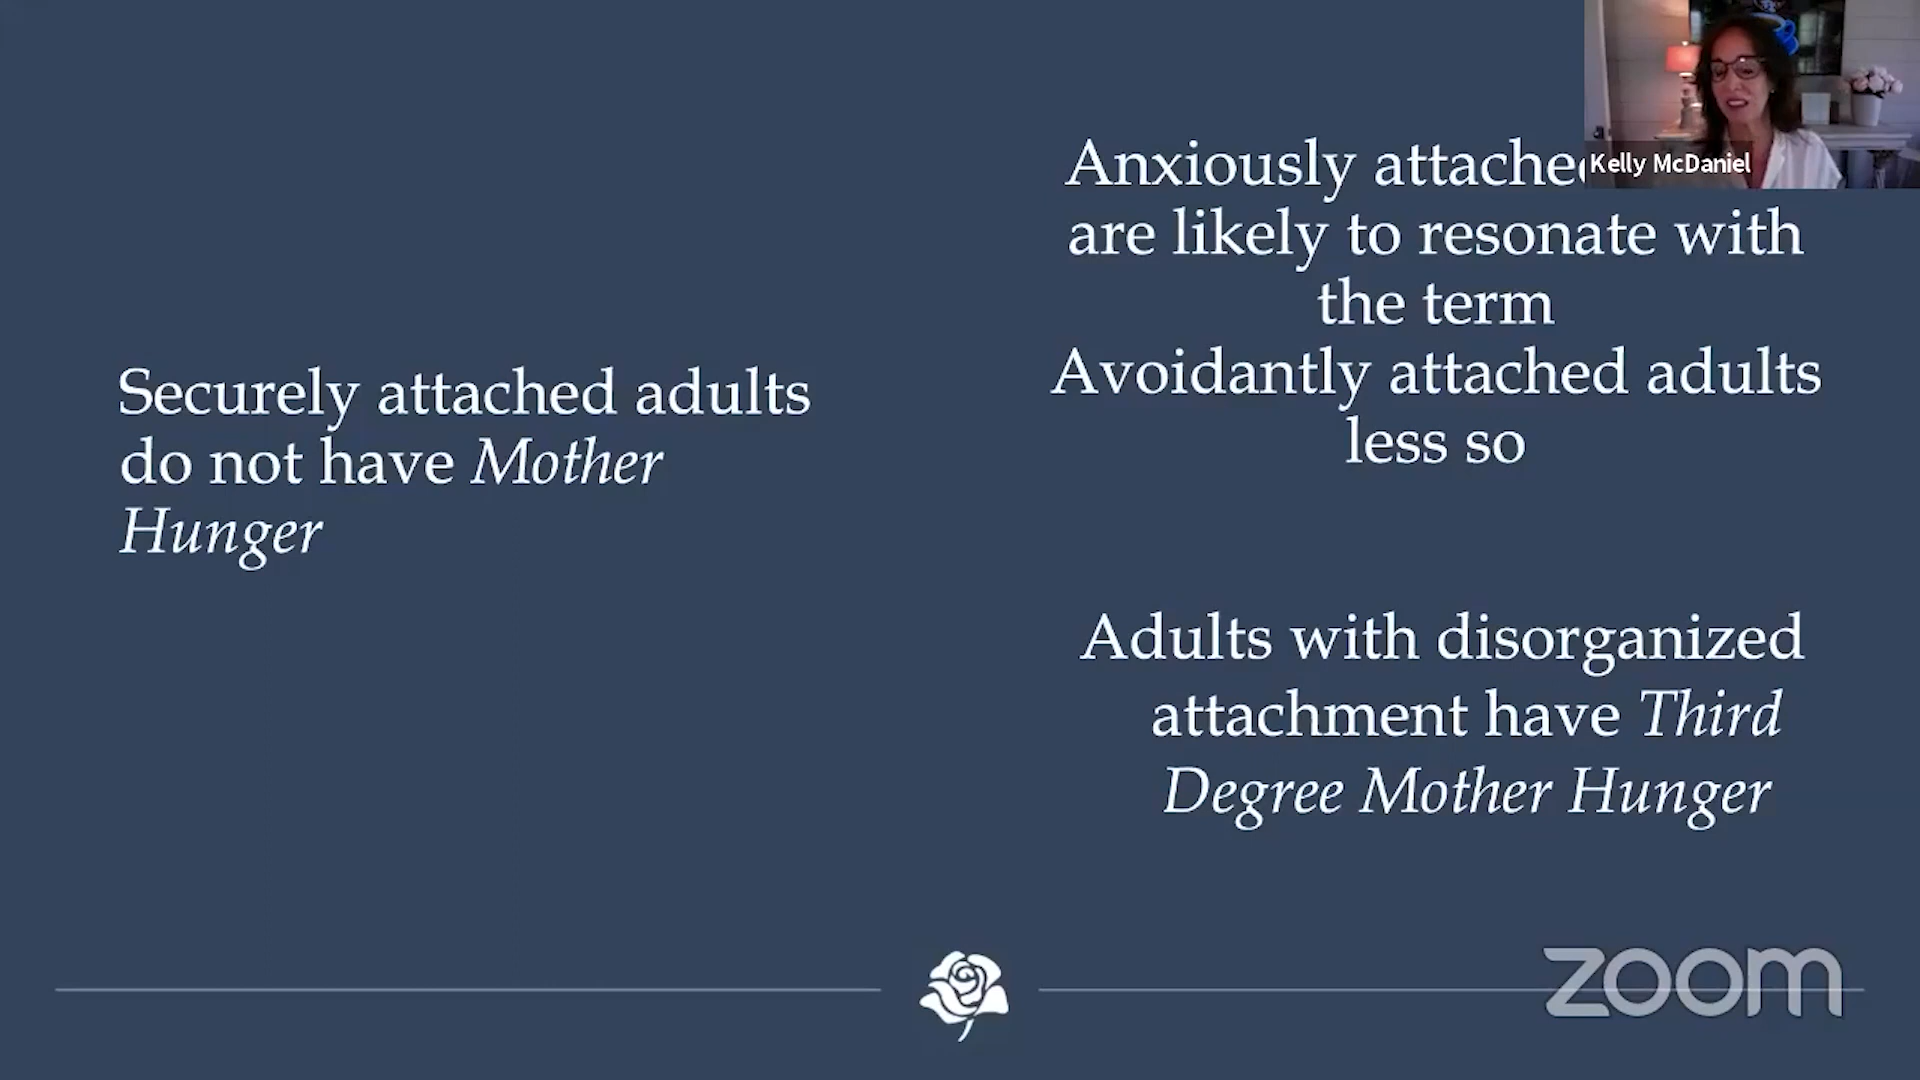 Securely attached adults
do not have Mother
Hunger
Anxiously attached
are likely to resonate with
the term
Avoidantly attached adults
less so
Adults with disorganized
attachment have Third
Degree Mother Hunger
Kelly McDaniel
zoom